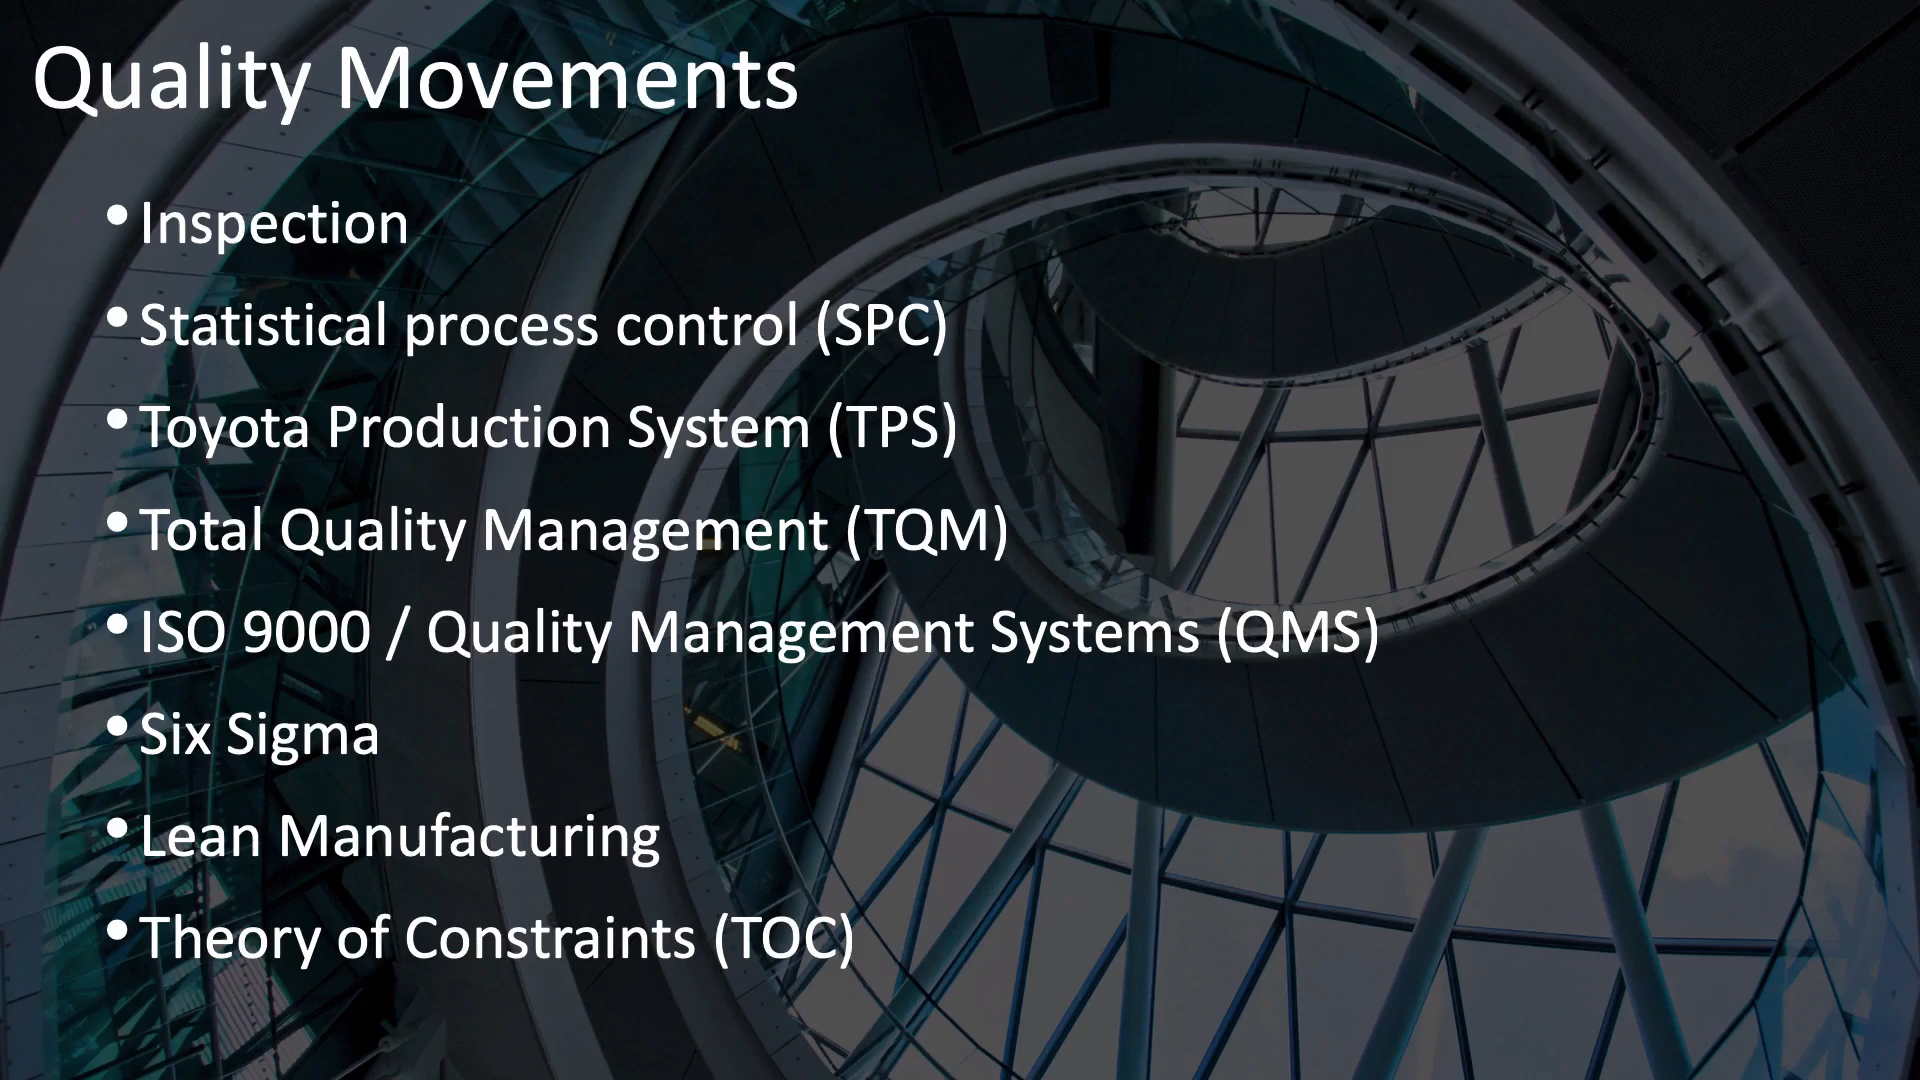 Quality Movements
• Inspection
• Statistical process control (SPC)
• Toyota Production System (TPS)
• Total Quality Management (TQM)
• ISO 9000 / Quality Management Systems (QMS)
• Six Sigma
• Lean Manufacturing
• Theory of Constraints (TOC)